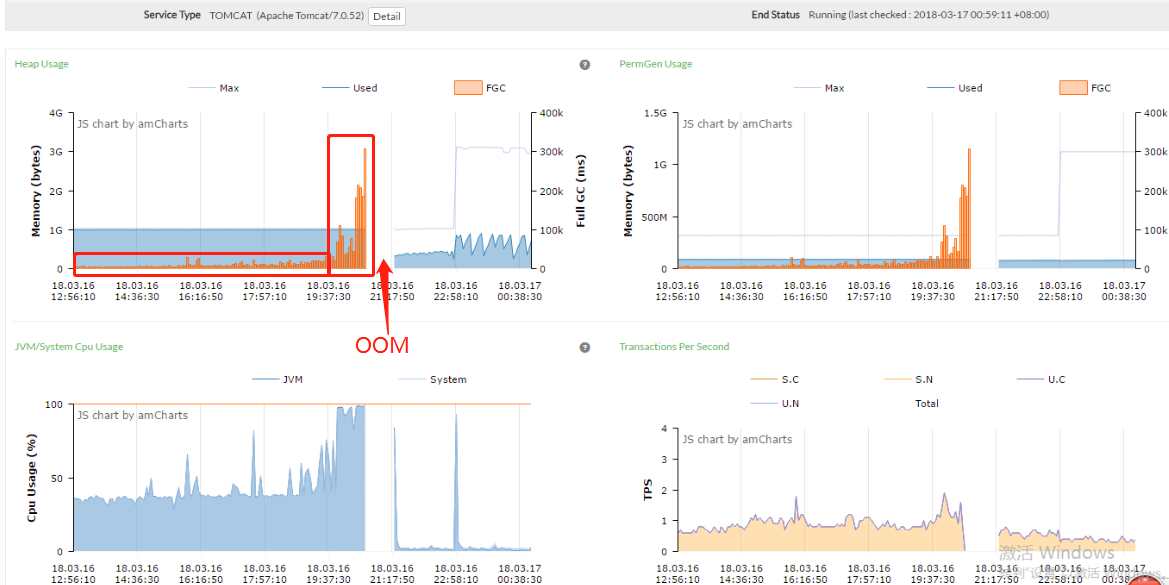 Service Type TOMCAT (Apache Tomcat/7.0.52) Detail End Status Running (last checked : 2018-03-17 00:59:11 +08:00)
Heap Usage
Max Used FGC
4G
3G
2G
1G
0
400k
300k
200k
100k
0
Memory (bytes)
Full GC (ms)
JS chart by amCharts
18.03.16 18.03.16 18.03.16 18.03.16 18.03.16 18.03.16 18.03.16 18.03.17
12:56:10 14:36:30 16:16:50 17:57:10 19:37:30 21:17:50 22:58:10 00:38:30
OOM
PermGen Usage
Max Used FGC
1.5G
1G
500M
0
400k
300k
200k
100k
0
Memory (bytes)
JS chart by amCharts
18.03.16 18.03.16 18.03.16 18.03.16 18.03.16 18.03.16 18.03.16 18.03.17
12:56:10 14:36:30 16:16:50 17:57:10 19:37:30 21:17:50 22:58:10 00:38:30
JVM/System Cpu Usage
JVM System
100
50
0
Cpu Usage (%)
JS chart by amCharts
18.03.16 18.03.16 18.03.16 18.03.16 18.03.16 18.03.16 18.03.16 18.03.17
12:56:10 14:36:30 16:16:50 17:57:10 19:37:30 21:17:50 22:58:10 00:38:30
Transactions Per Second
S.C S.N U.C
U.N Total
4
3
2
1
0
TPS
JS chart by amCharts
18.03.16 18.03.16 18.03.16 18.03.16 18.03.16 18.03.16 18.03.16 18.03.17
12:56:10 14:36:30 16:16:50 17:57:10 19:37:30 21:17:50 22:58:10
激活 Windows
激活 Windows